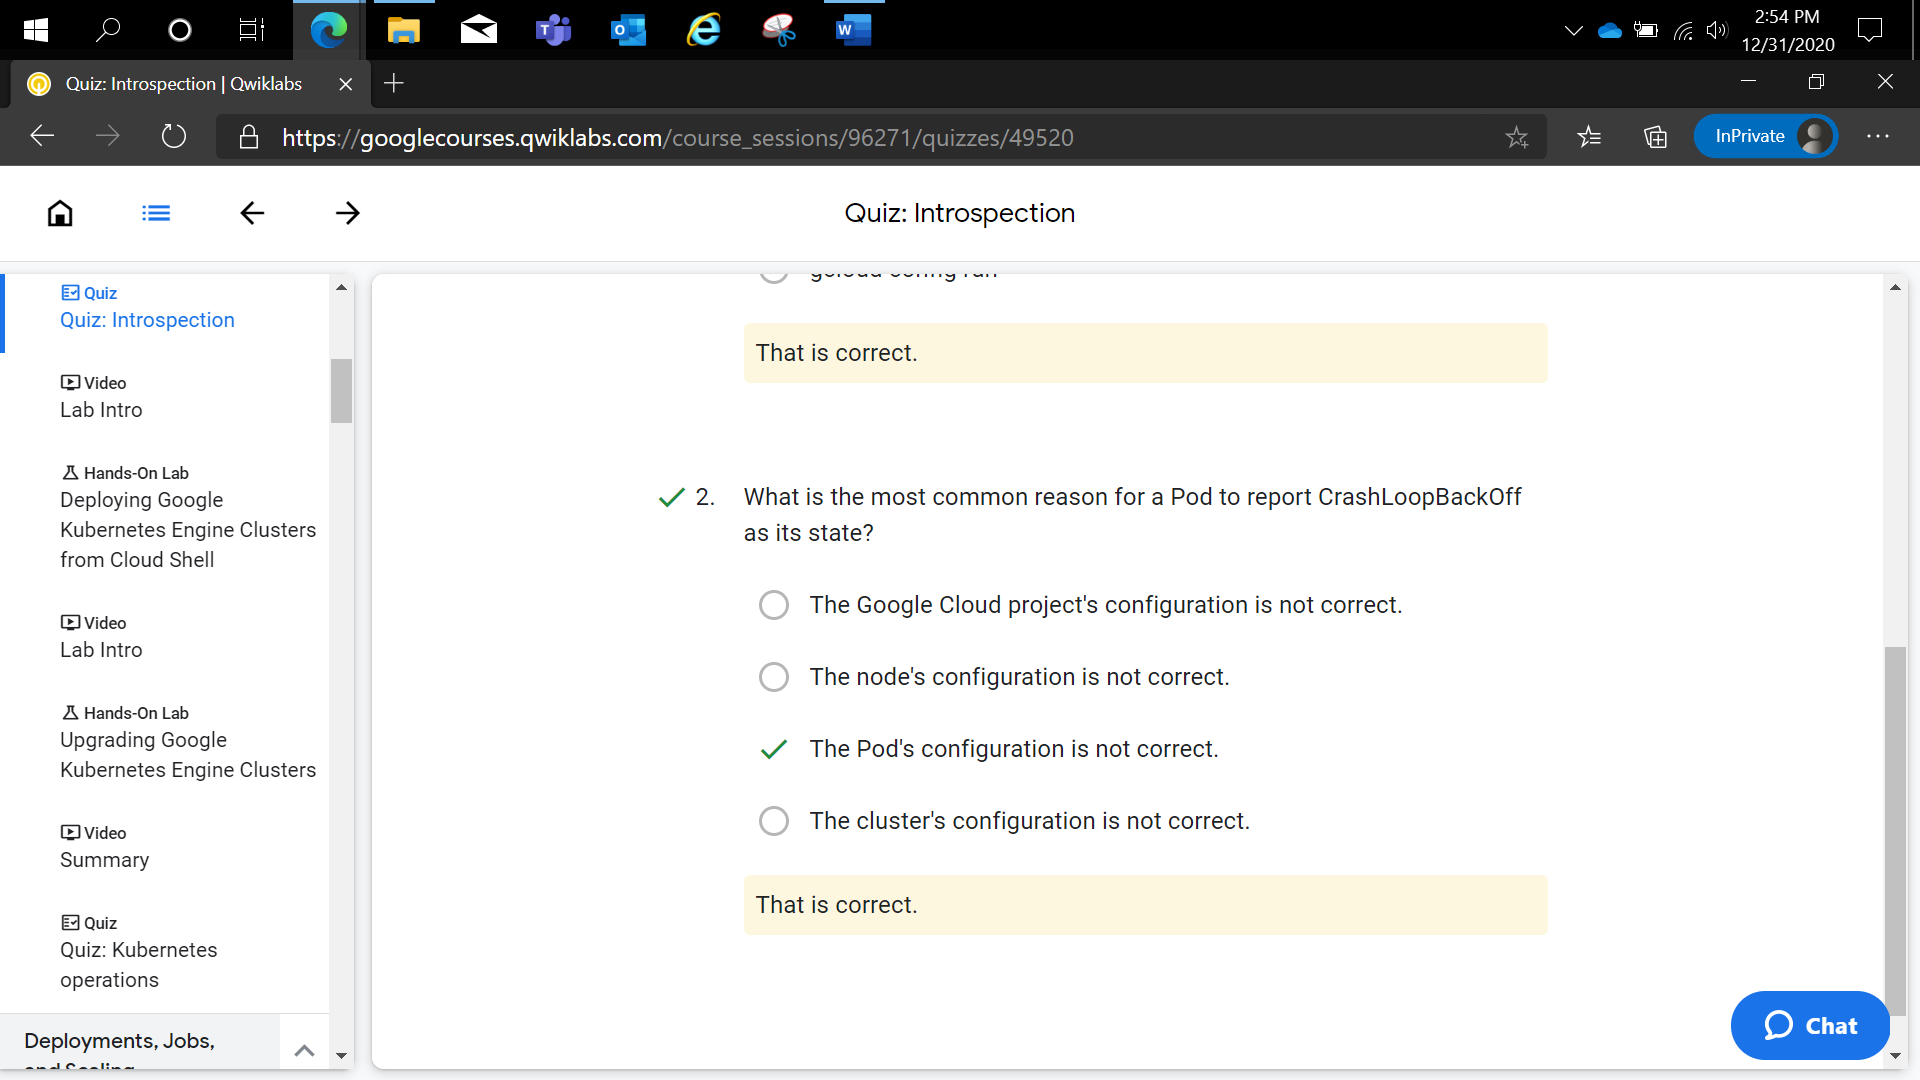 2:54 PM
12/31/2020
Quiz: Introspection | Qwiklabs
https://googlecourses.qwiklabs.com/course_sessions/96271/quizzes/49520
InPrivate
Quiz: Introspection
Quiz
Quiz: Introspection
Video
Lab Intro
Hands-On Lab
Deploying Google
Kubernetes Engine Clusters
from Cloud Shell
Video
Lab Intro
Hands-On Lab
Upgrading Google
Kubernetes Engine Clusters
Video
Summary
Quiz
Quiz: Kubernetes
operations
Deployments, Jobs,
and Scaling
gcloud config run
That is correct.
2. What is the most common reason for a Pod to report CrashLoopBackOff
as its state?
The Google Cloud project's configuration is not correct.
The node's configuration is not correct.
The Pod's configuration is not correct.
The cluster's configuration is not correct.
That is correct.
Chat